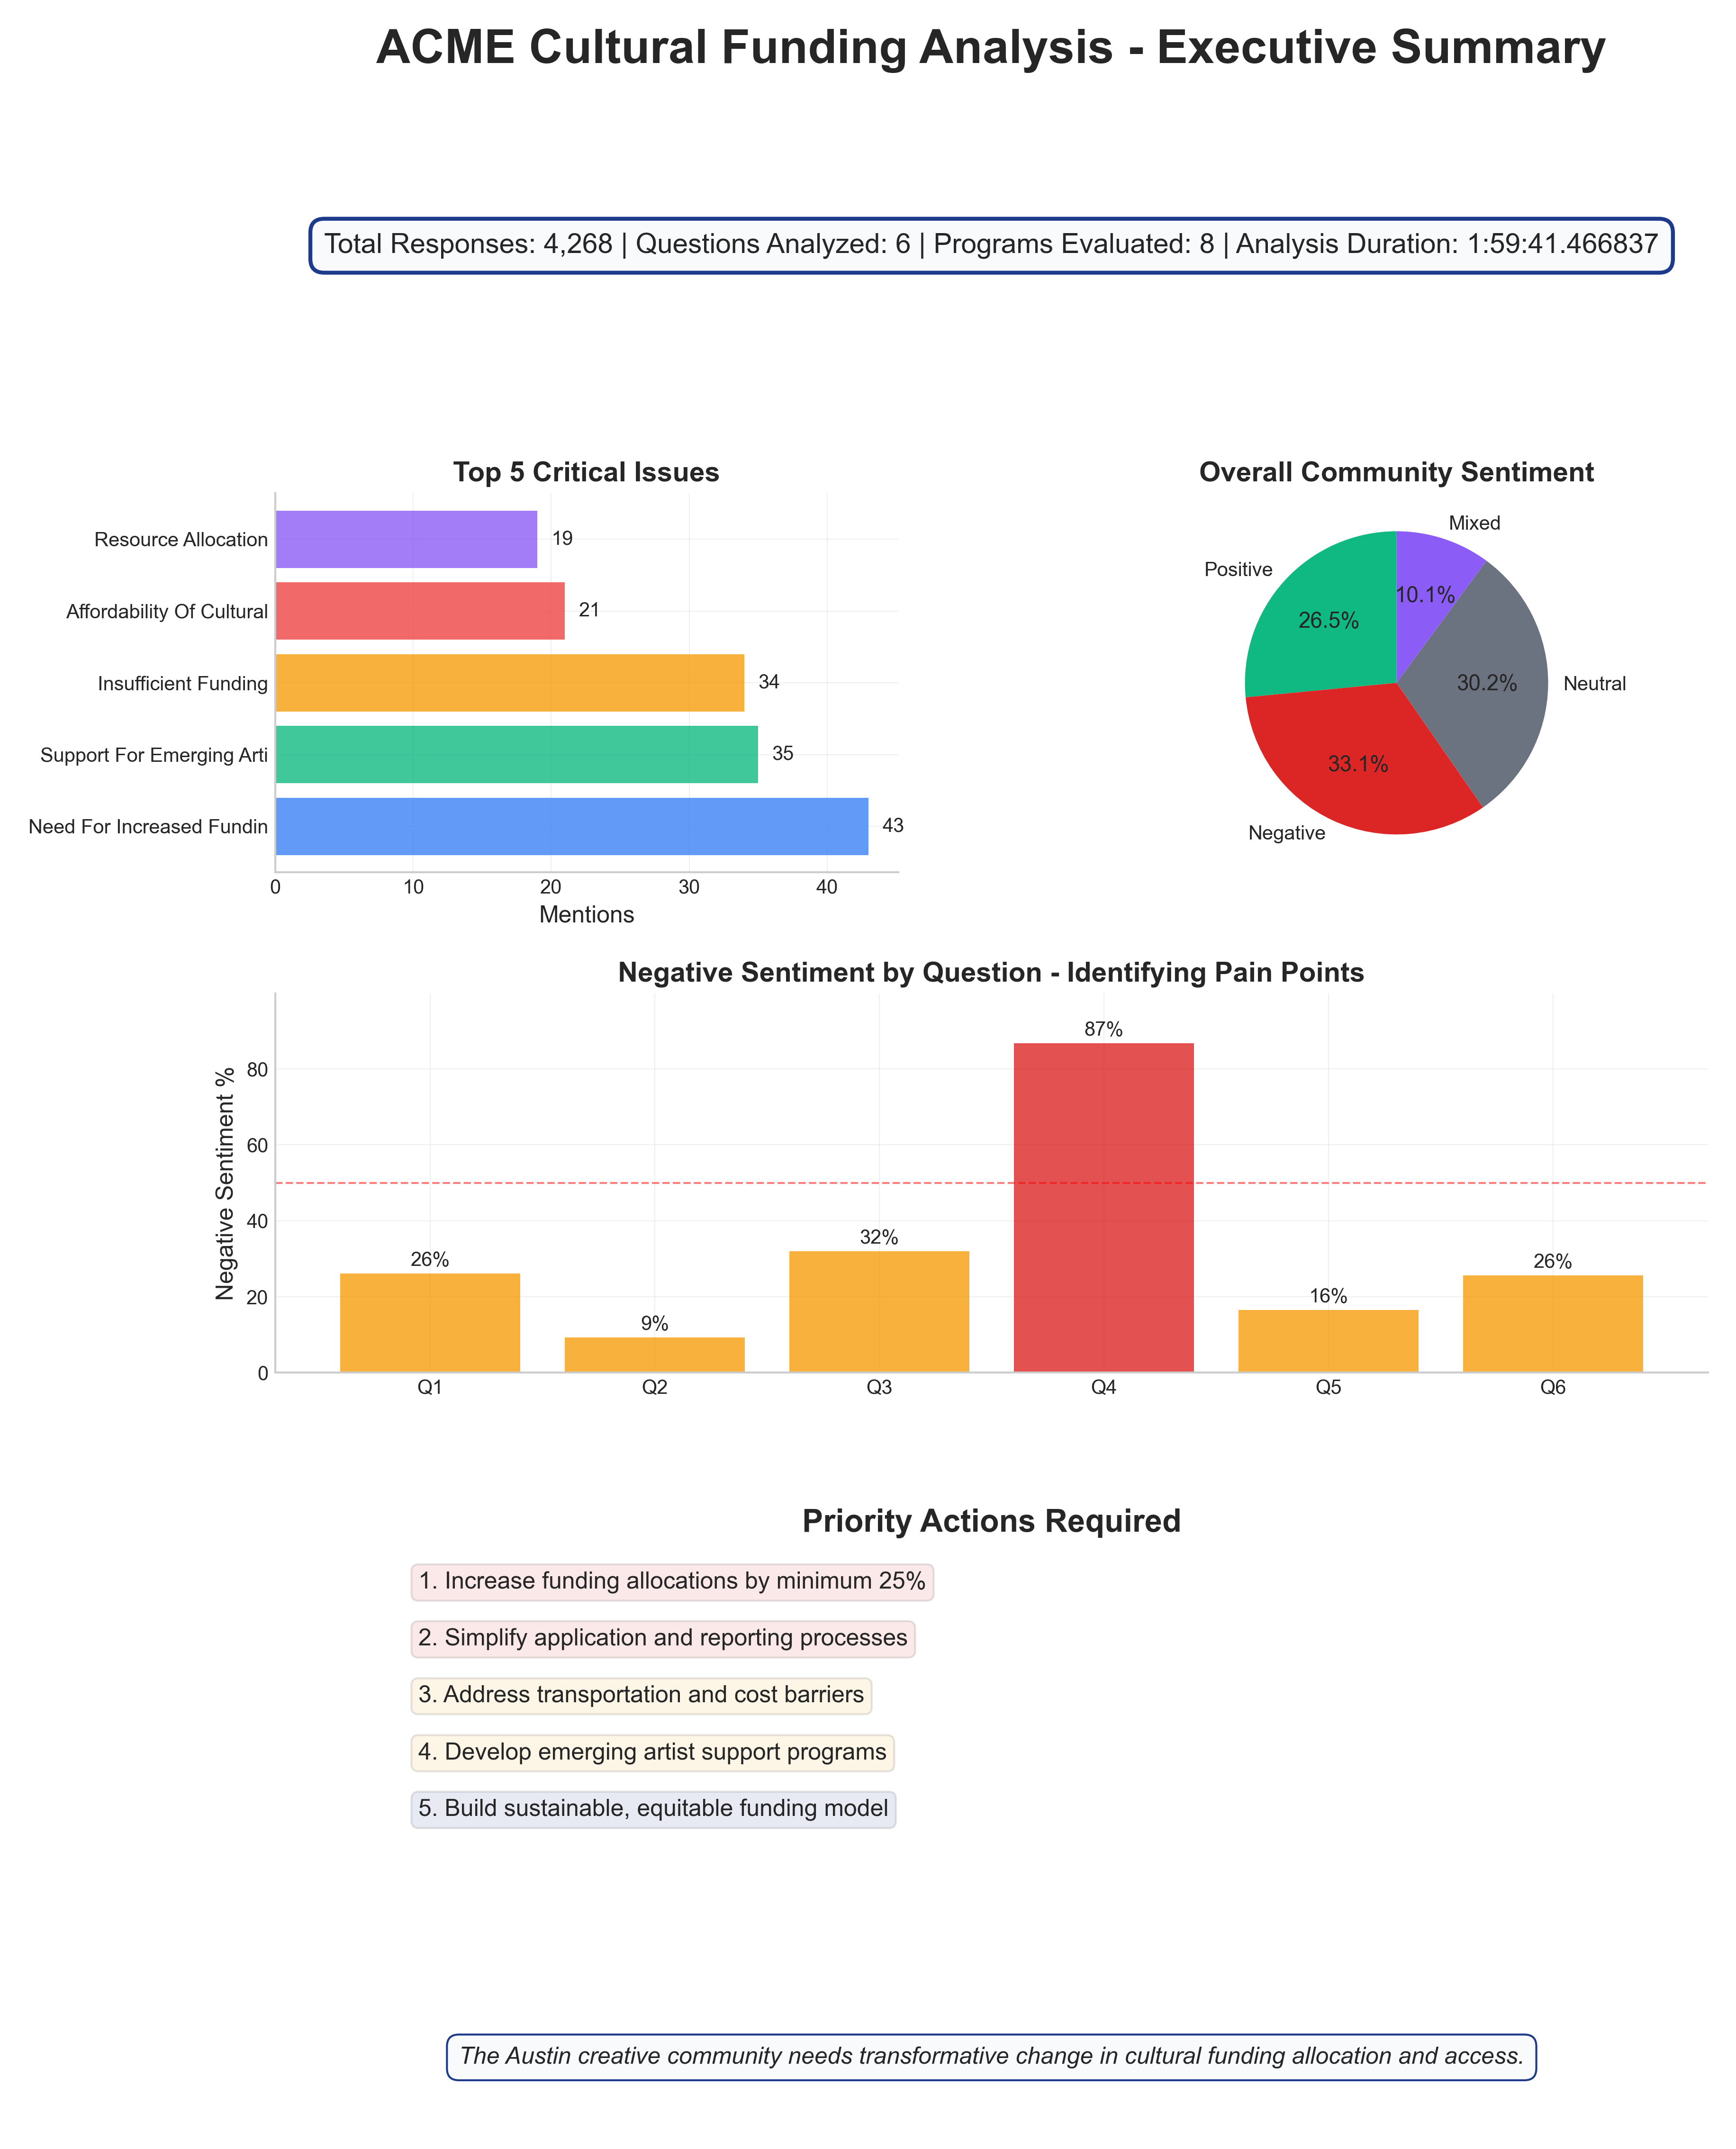 ACME Cultural Funding Analysis - Executive Summary
Total Responses: 4,268 | Questions Analyzed: 6 | Programs Evaluated: 8 | Analysis Duration: 1:59:41.466837
Top 5 Critical Issues
Resource Allocation
19
Affordability Of Cultural
21
Insufficient Funding
34
Support For Emerging Arti
35
Need For Increased Fundin
43
0 10 20 30 40
Mentions
Overall Community Sentiment
Mixed
10.1%
Positive
26.5%
30.2%
Neutral
33.1%
Negative
Negative Sentiment by Question - Identifying Pain Points
Negative Sentiment %
80
60
40
20
0
26%
9%
32%
87%
16%
26%
Q1 Q2 Q3 Q4 Q5 Q6
Priority Actions Required
1. Increase funding allocations by minimum 25%
2. Simplify application and reporting processes
3. Address transportation and cost barriers
4. Develop emerging artist support programs
5. Build sustainable, equitable funding model
The Austin creative community needs transformative change in cultural funding allocation and access.